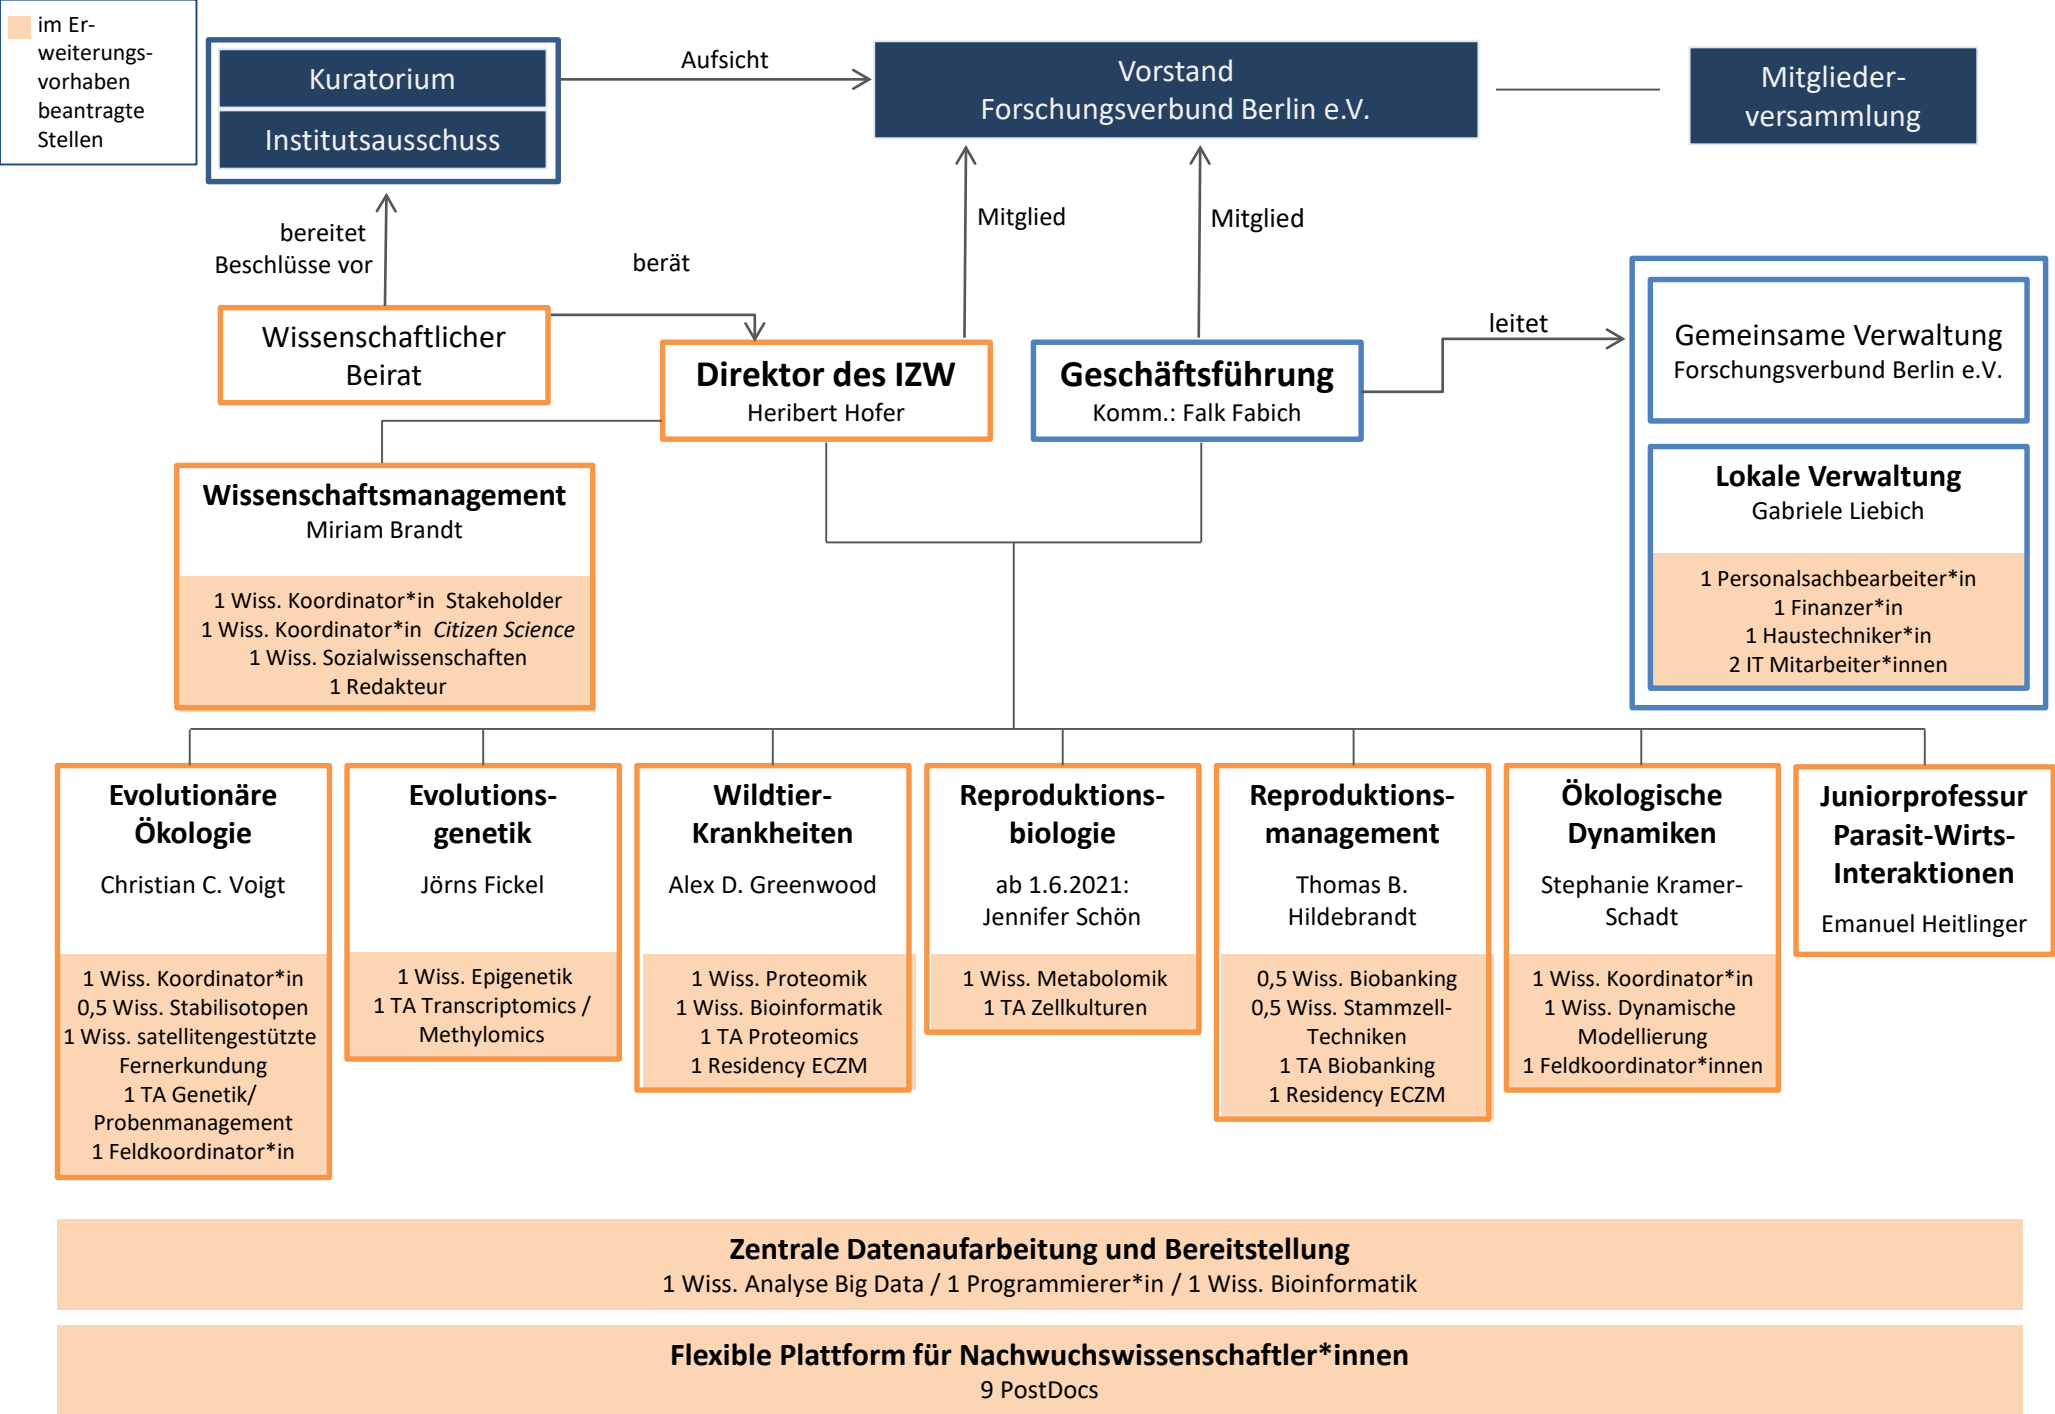 im Er-
weiterungs-
vorhaben
beantragte
Stellen
Kuratorium
Institutsausschuss
Aufsicht
Vorstand
Forschungsverbund Berlin e.V.
Mitglieder-
versammlung
bereitet
Beschlüsse vor
berät
Mitglied
Mitglied
leitet
Wissenschaftlicher
Beirat
Direktor des IZW
Heribert Hofer
Geschäftsführung
Komm.: Falk Fabich
Gemeinsame Verwaltung
Forschungsverbund Berlin e.V.
Lokale Verwaltung
Gabriele Liebich
1 Personalsachbearbeiter*in
1 Finanzer*in
1 Haustechniker*in
2 IT Mitarbeiter*innen
Wissenschaftsmanagement
Miriam Brandt
1 Wiss. Koordinator*in Stakeholder
1 Wiss. Koordinator*in Citizen Science
1 Wiss. Sozialwissenschaften
1 Redakteur
Evolutionäre
Ökologie
Christian C. Voigt
1 Wiss. Koordinator*in
0,5 Wiss. Stabilisotopen
1 Wiss. satellitengestützte
Fernerkundung
1 TA Genetik/
Probenmanagement
1 Feldkoordinator*in
Evolutions-
genetik
Jörns Fickel
1 Wiss. Epigenetik
1 TA Transcriptomics /
Methylomics
Wildtier-
Krankheiten
Alex D. Greenwood
1 Wiss. Proteomik
1 Wiss. Bioinformatik
1 TA Proteomics
1 Residency ECZM
Reproduktions-
biologie
ab 1.6.2021:
Jennifer Schön
1 Wiss. Metabolomik
1 TA Zellkulturen
Reproduktions-
management
Thomas B.
Hildebrandt
0,5 Wiss. Biobanking
0,5 Wiss. Stammzell-
Techniken
1 TA Biobanking
1 Residency ECZM
Ökologische
Dynamiken
Stephanie Kramer-
Schadt
1 Wiss. Koordinator*in
1 Wiss. Dynamische
Modellierung
1 Feldkoordinator*innen
Juniorprofessur
Parasit-Wirts-
Interaktionen
Emanuel Heitlinger
Zentrale Datenaufarbeitung und Bereitstellung
1 Wiss. Analyse Big Data / 1 Programmierer*in / 1 Wiss. Bioinformatik
Flexible Plattform für Nachwuchswissenschaftler*innen
9 PostDocs